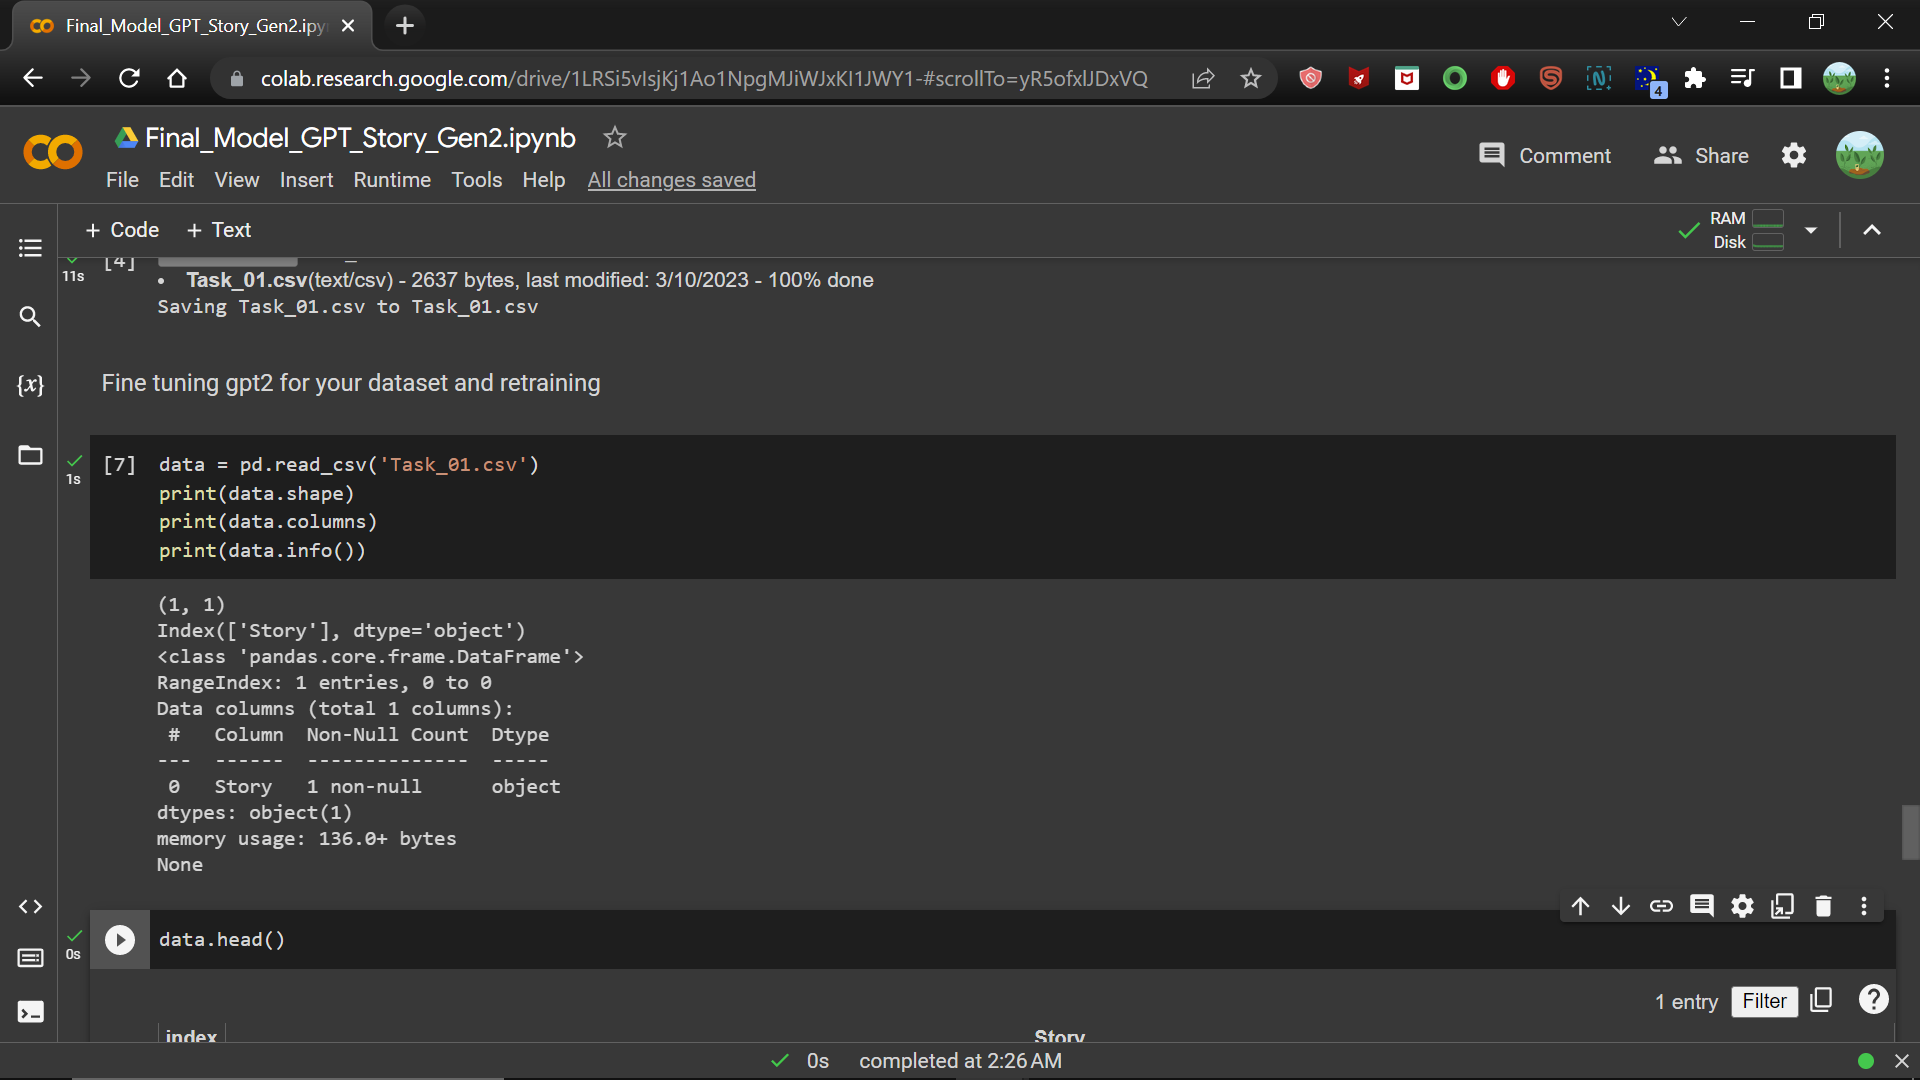 Final_Model_GPT_Story_Gen2.ipy
colab.research.google.com/drive/1LRSi5vIsjKj1Ao1NpgMJiWJxKI1JWY1-#scrollTo=yR5ofxlJDxVQ
4
Final_Model_GPT_Story_Gen2.ipynb
Comment
Share
File Edit View Insert Runtime Tools Help All changes saved
+ Code + Text
RAM
Disk
11s
[4]
• Task_01.csv(text/csv) - 2637 bytes, last modified: 3/10/2023 - 100% done
Saving Task_01.csv to Task_01.csv
{x}
Fine tuning gpt2 for your dataset and retraining
1s
[7] data = pd.read_csv('Task_01.csv')
print(data.shape)
print(data.columns)
print(data.info())
(1, 1)
Index(['Story'], dtype='object')
<class 'pandas.core.frame.DataFrame'>
RangeIndex: 1 entries, 0 to 0
Data columns (total 1 columns):
 #   Column  Non-Null Count  Dtype
---  ------  --------------  -----
 0   Story   1 non-null      object
dtypes: object(1)
memory usage: 136.0+ bytes
None
0s
data.head()
1 entry Filter
index Story
0s completed at 2:26 AM